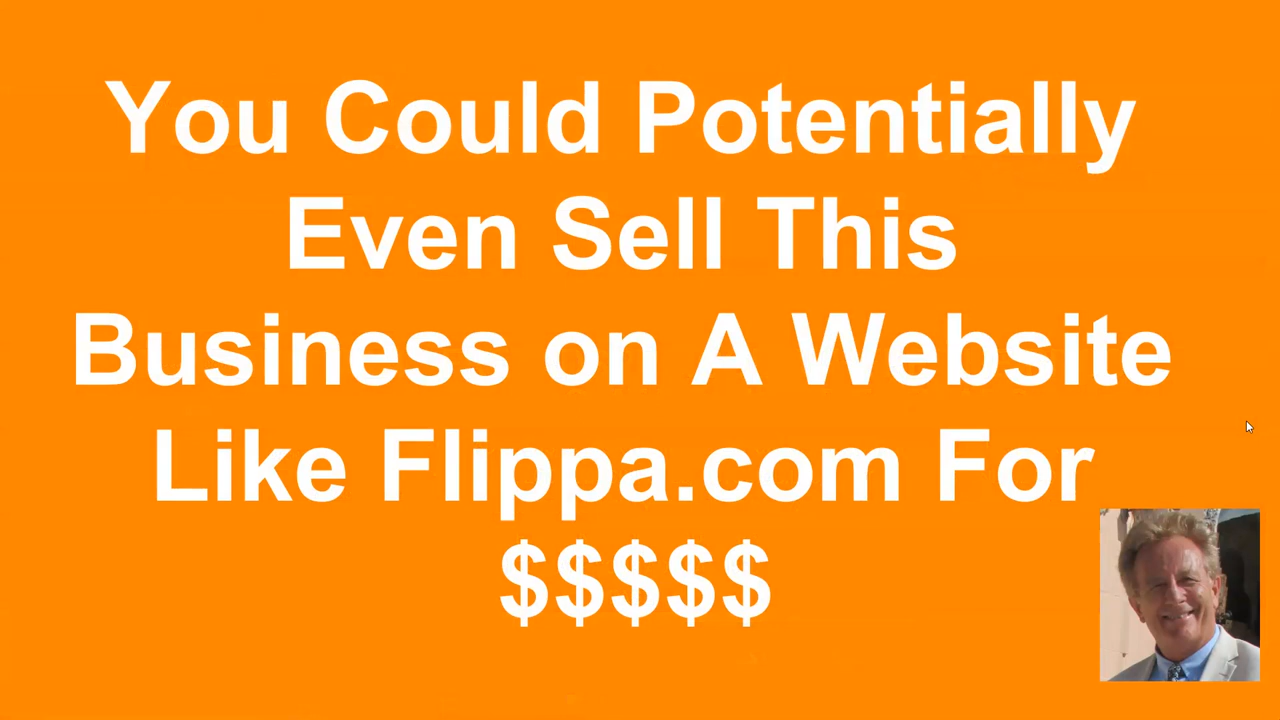 You Could Potentially
Even Sell This
Business on A Website
Like Flippa.com For
$$$$$